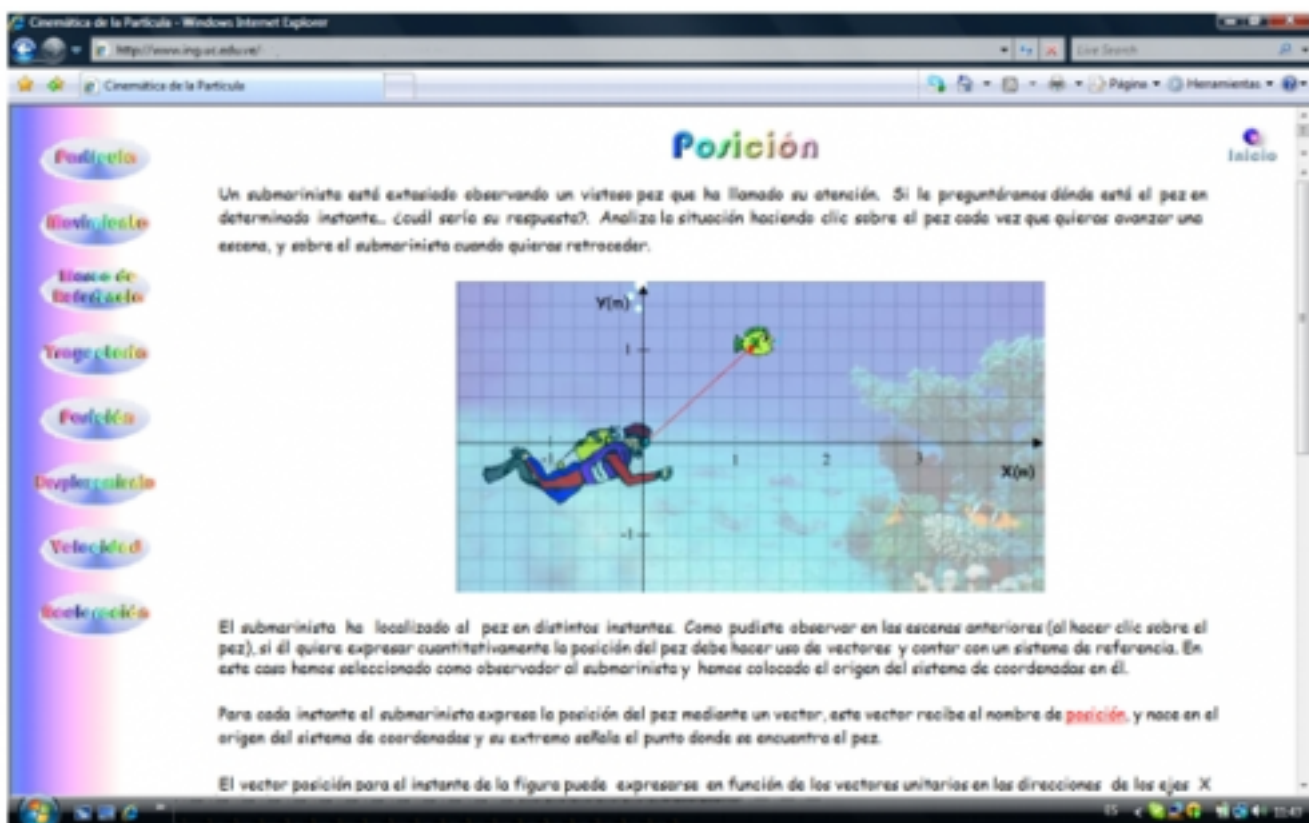 Cinemática de la Partícula - Windows Internet Explorer
http://www.ing.uc.edu.ve/
Live Search
Cinemática de la Partícula
Página
Herramientas
Posición
Inicio
Partícula
Movimiento
Marco de
Referencia
Trayectoria
Posición
Desplazamiento
Velocidad
Aceleración
Un submarinista está extasiado observando un vistoso pez que ha llamado su atención. Si le preguntáramos dónde está el pez en
determinado instante... ¿cuál sería su respuesta?. Analiza la situación haciendo clic sobre el pez cada vez que quieras avanzar una
escena, y sobre el submarinista cuando quieras retroceder.
Y(m)
1
-1
1
2
3
X(m)
-1
El submarinista ha localizado al pez en distintos instantes. Como pudiste observar en las escenas anteriores (al hacer clic sobre el
pez), si él quiere expresar cuantitativamente la posición del pez debe hacer uso de vectores y contar con un sistema de referencia. En
este caso hemos seleccionado como observador al submarinista y hemos colocado el origen del sistema de coordenadas en él.
Para cada instante el submarinista expresa la posición del pez mediante un vector, este vector recibe el nombre de posición, y nace en el
origen del sistema de coordenadas y su extremo señala el punto donde se encuentra el pez.
El vector posición para el instante de la figura puede expresarse en función de los vectores unitarios en las direcciones de los ejes X
ES